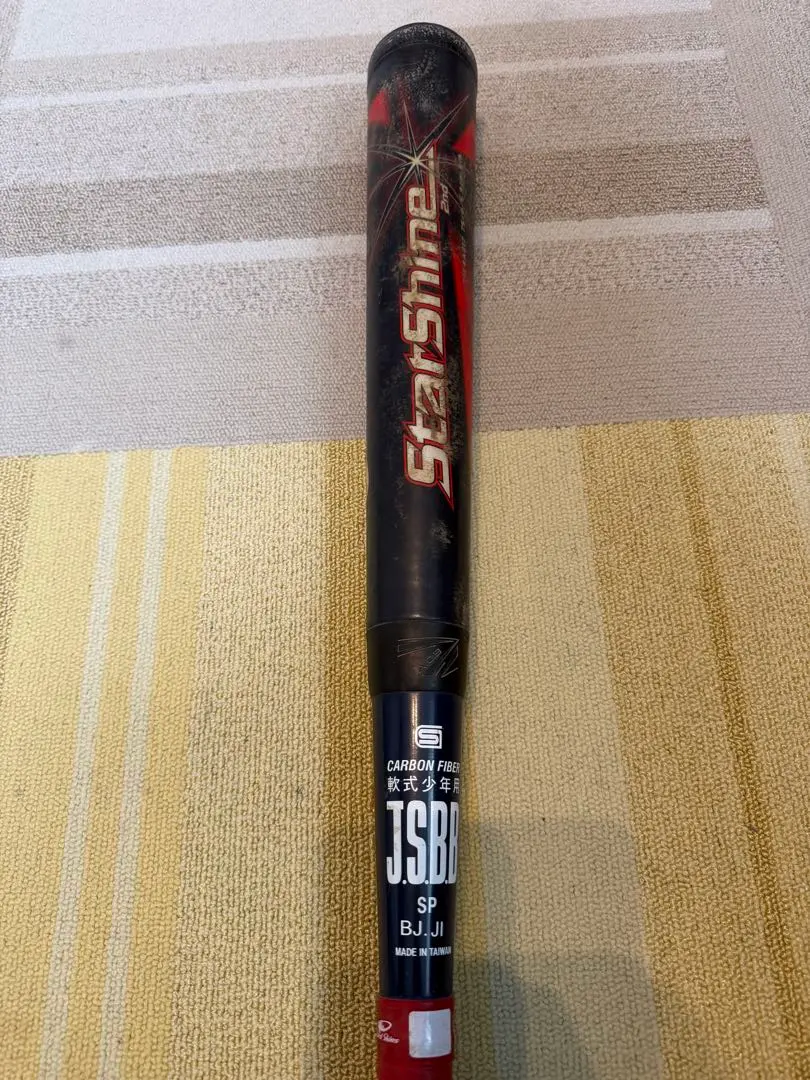 StarShine
2nd
CARBON FIBER
軟式少年用
J.S.B.B
SP
BJ.JI
MADE IN TAIWAN